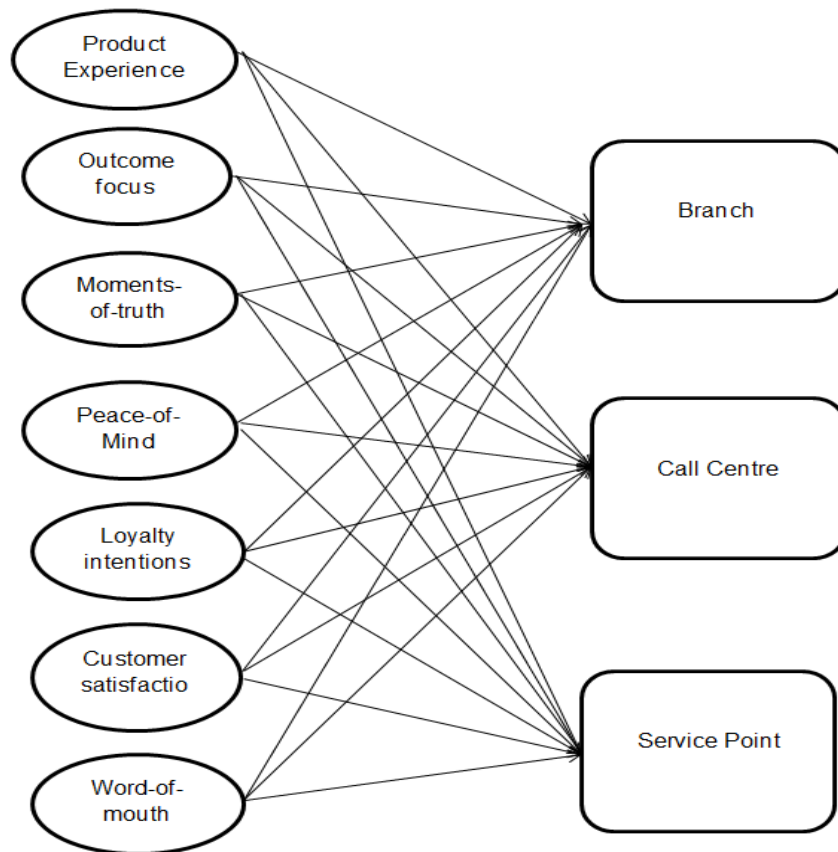 Product
Experience
Outcome
focus
Moments-
of-truth
Peace-of-
Mind
Loyalty
intentions
Customer
satisfactio
Word-of-
mouth
Branch
Call Centre
Service Point